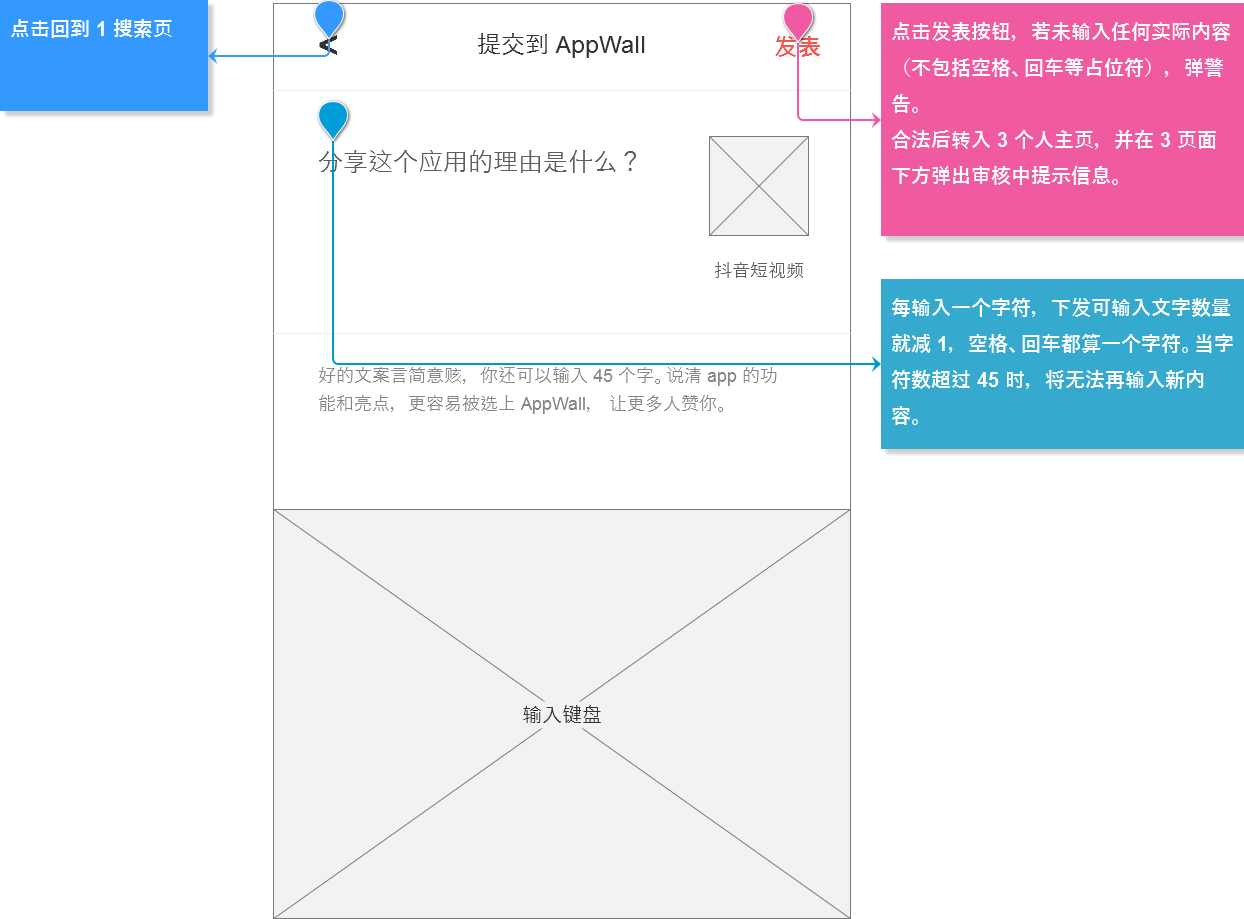 点击回到 1 搜索页
<
提交到 AppWall
发表
点击发表按钮，若未输入任何实际内容
（不包括空格、回车等占位符），弹警
告。
合法后转入 3 个人主页，并在 3 页面
下方弹出审核中提示信息。
分享这个应用的理由是什么？
抖音短视频
每输入一个字符，下发可输入文字数量
就减 1，空格、回车都算一个字符。当字
符数超过 45 时，将无法再输入新内
容。
好的文案言简意赅，你还可以输入 45 个字。说清 app 的功
能和亮点，更容易被选上 AppWall， 让更多人赞你。
输入键盘